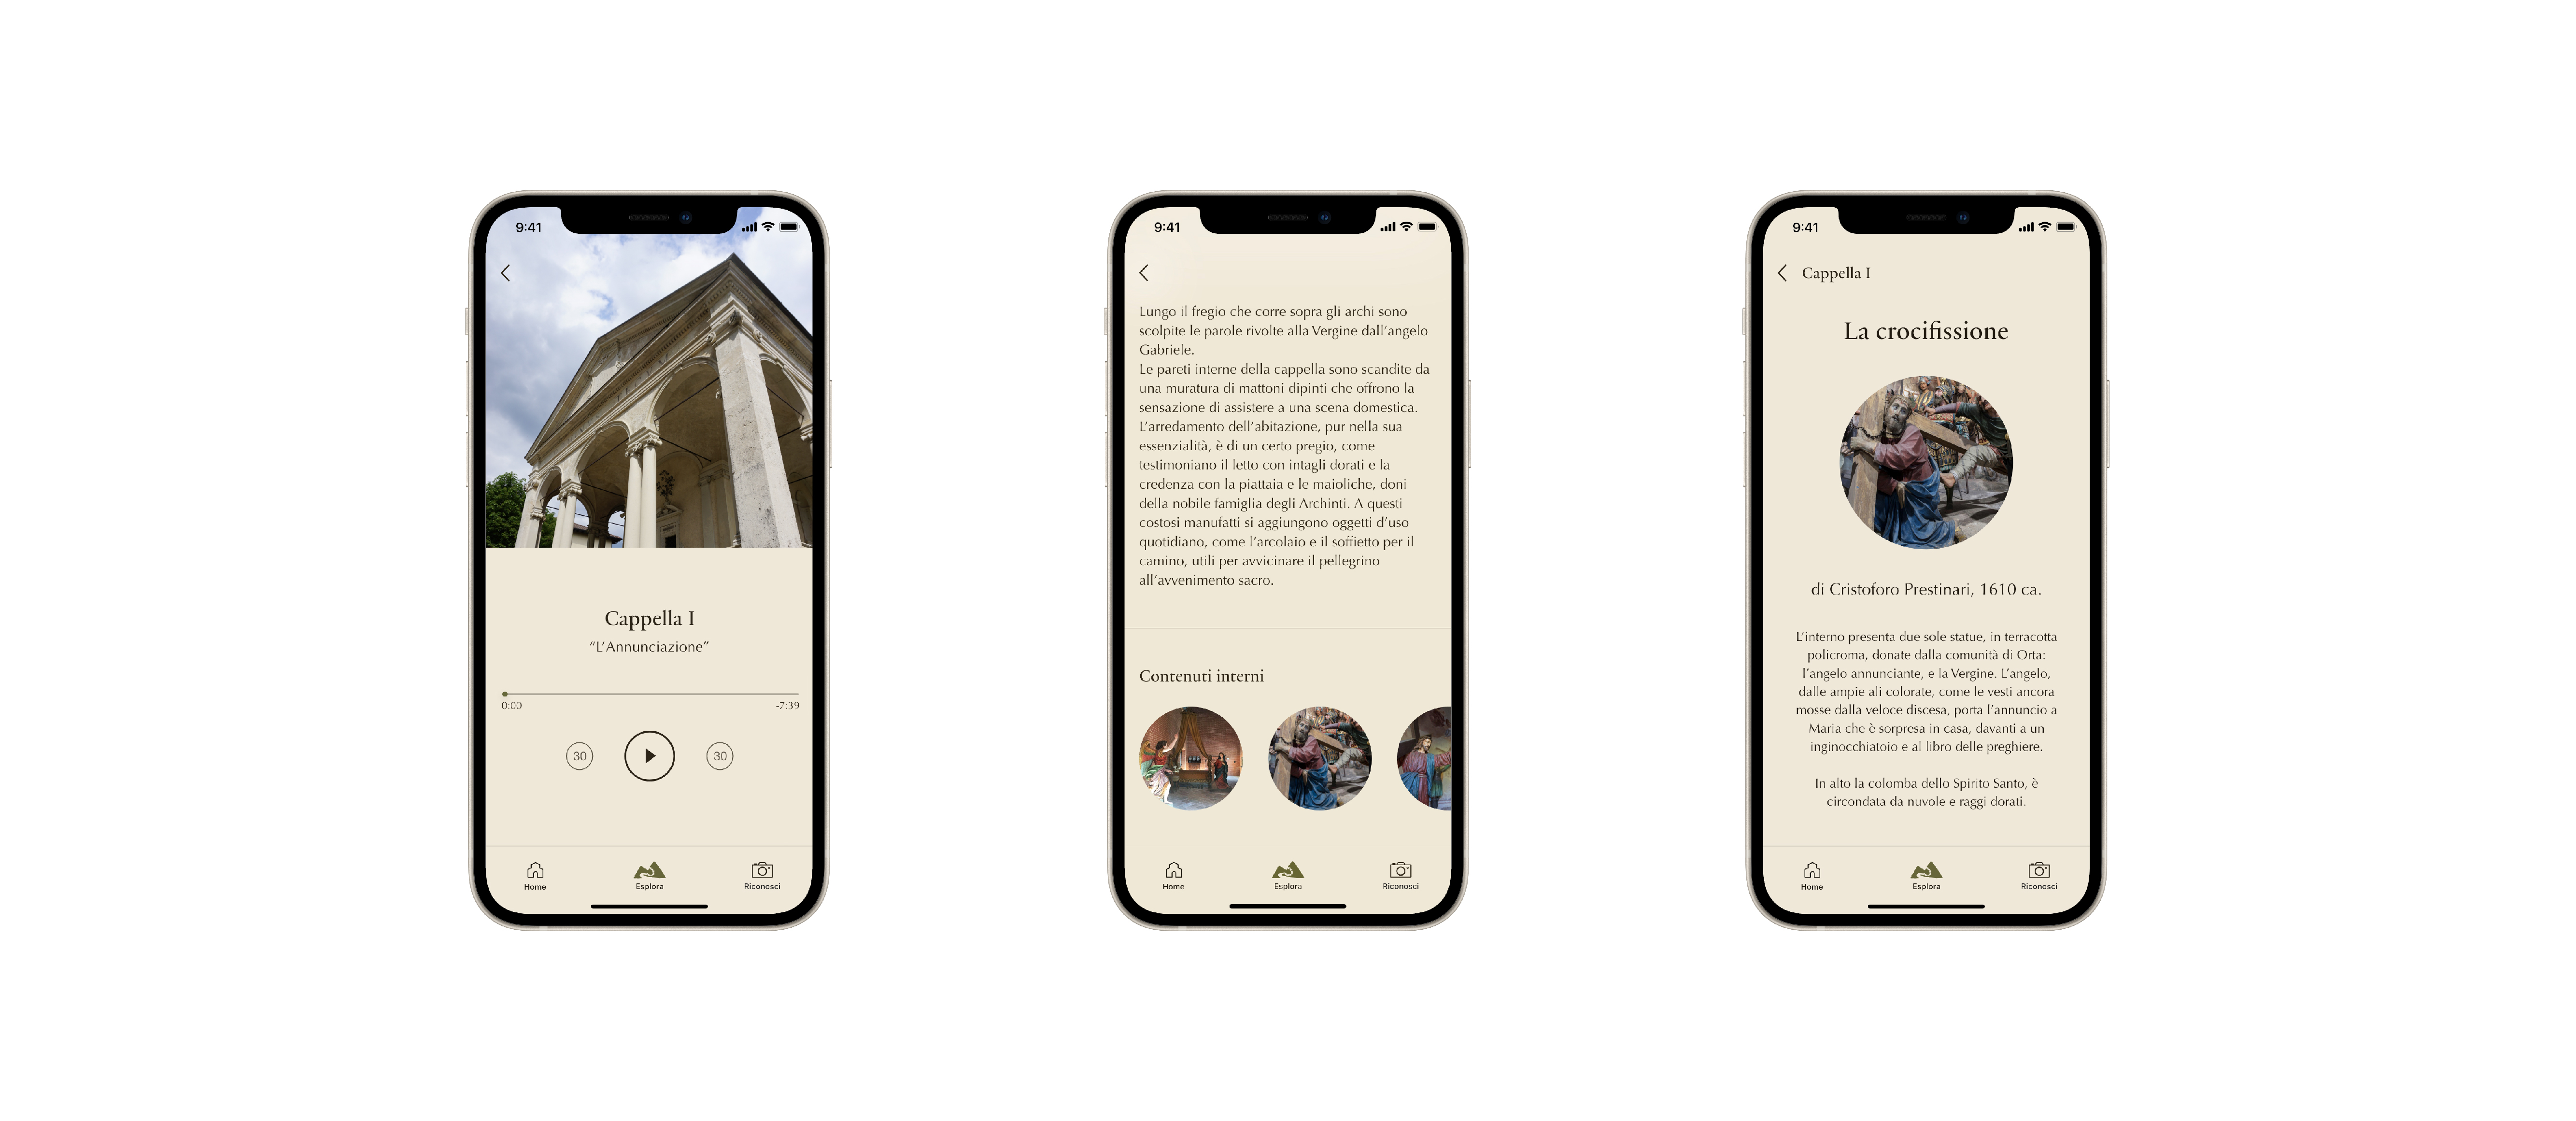 9:41
Cappella I
“L’Annunciazione”
0:00
-7:39
30
30
Home
Esplora
Riconosci
9:41
Lungo il fregio che corre sopra gli archi sono
scolpite le parole rivolte alla Vergine dall’angelo
Gabriele.
Le pareti interne della cappella sono scandite da
una muratura di mattoni dipinti che offrono la
sensazione di assistere a una scena domestica.
L’arredamento dell’abitazione, pur nella sua
essenzialità, è di un certo pregio, come
testimoniano il letto con intagli dorati e la
credenza con la piattaia e le maioliche, doni
della nobile famiglia degli Archinti. A questi
costosi manufatti si aggiungono oggetti d’uso
quotidiano, come l’arcolaio e il soffietto per il
camino, utili per avvicinare il pellegrino
all’avvenimento sacro.
Contenuti interni
Home
Esplora
Riconosci
9:41
Cappella I
La crocifissione
di Cristoforo Prestinari, 1610 ca.
L’interno presenta due sole statue, in terracotta
policroma, donate dalla comunità di Orta:
l’angelo annunciante, e la Vergine. L’angelo,
dalle ampie ali colorate, come le vesti ancora
mosse dalla veloce discesa, porta l’annuncio a
Maria che è sorpresa in casa, davanti a un
inginocchiatoio e al libro delle preghiere.
In alto la colomba dello Spirito Santo, è
circondata da nuvole e raggi dorati.
Home
Esplora
Riconosci